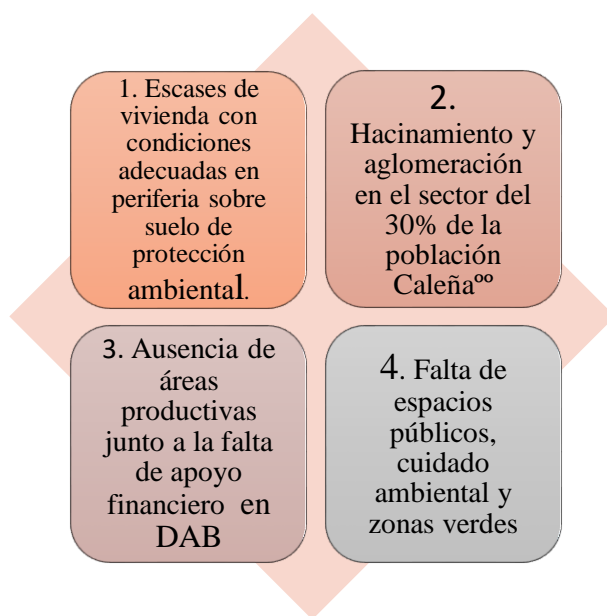 1. Escases de
vivienda con
condiciones
adecuadas en
periferia sobre
suelo de
protección
ambiental.
2.
Hacinamiento y
aglomeración
en el sector del
30% de la
población
Caleñaºº
3. Ausencia de
áreas
productivas
junto a la falta
de apoyo
financiero en
DAB
4. Falta de
espacios
públicos,
cuidado
ambiental y
zonas verdes